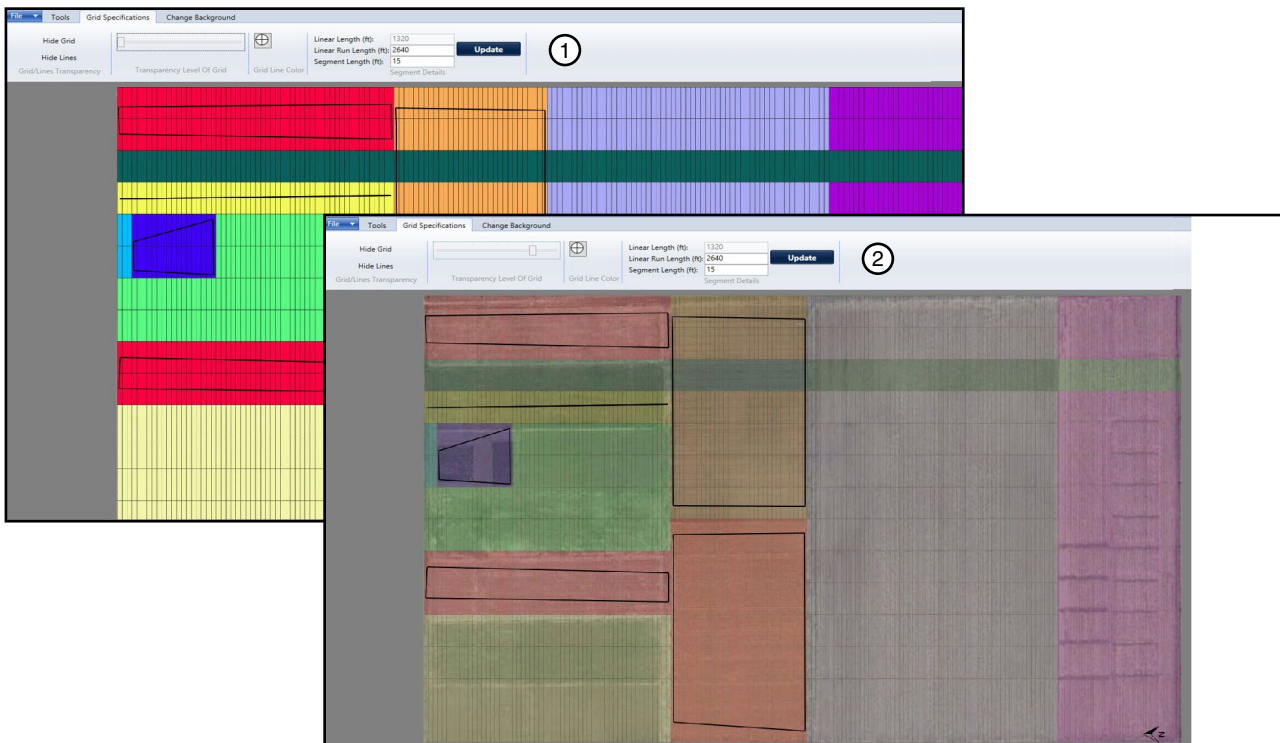 File Tools Grid Specifications Change Background
Hide Grid
Hide Lines
Grid/Lines Transparency
Transparency Level Of Grid
Grid Line Color
Linear Length (ft): 1320
Linear Run Length (ft): 2640
Segment Length (ft): 15
Update
Segment Details
1
File Tools Grid Specifications Change Background
Hide Grid
Hide Lines
Grid/Lines Transparency
Transparency Level Of Grid
Grid Line Color
Linear Length (ft): 1320
Linear Run Length (ft): 2640
Segment Length (ft): 15
Update
Segment Details
2
Z